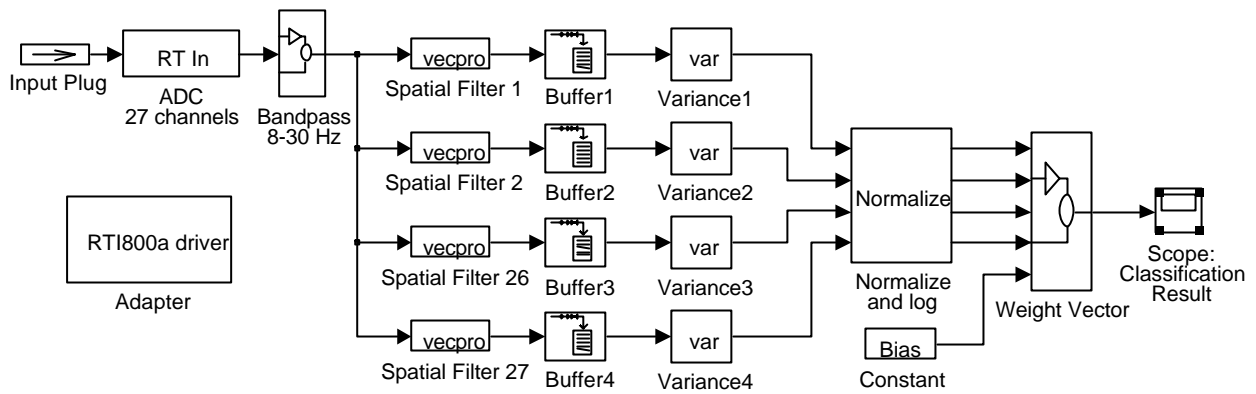 Input Plug
RT In
ADC
27 channels
Bandpass
8-30 Hz
vecpro
Spatial Filter 1
Buffer1
var
Variance1
vecpro
Spatial Filter 2
Buffer2
var
Variance2
vecpro
Spatial Filter 26
Buffer3
var
Variance3
vecpro
Spatial Filter 27
Buffer4
var
Variance4
RTI800a driver
Adapter
Normalize
Normalize
and log
Bias
Constant
Weight Vector
Scope:
Classification
Result